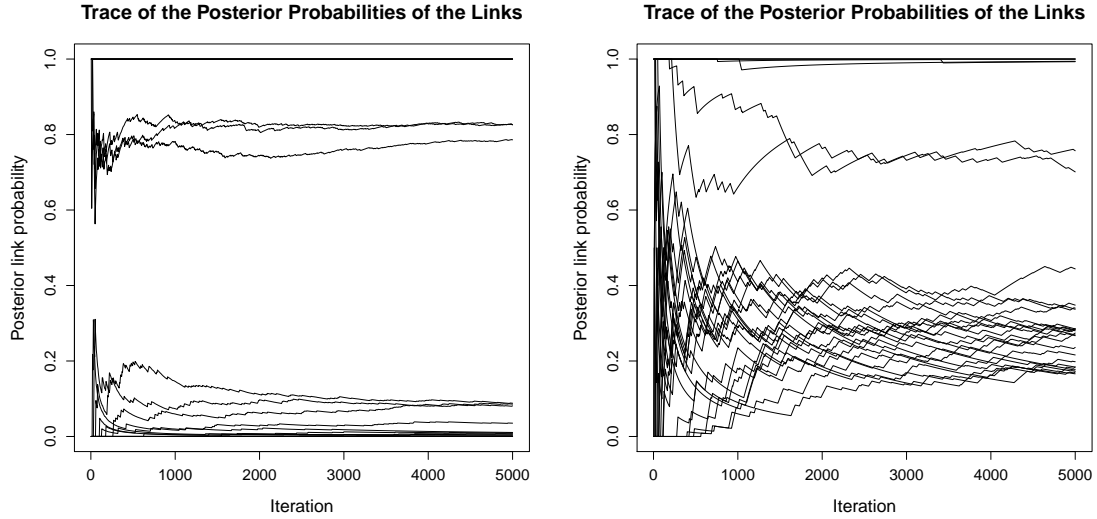 Trace of the Posterior Probabilities of the Links
Posterior link probability
1.0
0.8
0.6
0.4
0.2
0.0
0 1000 2000 3000 4000 5000
Iteration
Trace of the Posterior Probabilities of the Links
Posterior link probability
1.0
0.8
0.6
0.4
0.2
0.0
0 1000 2000 3000 4000 5000
Iteration